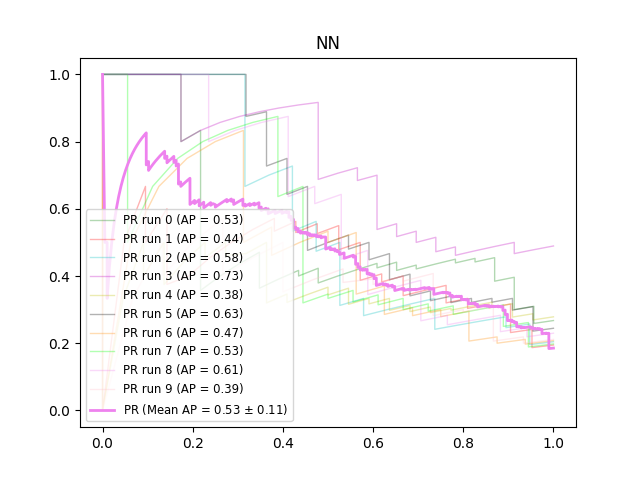 NN
1.0
0.8
0.6
0.4
0.2
0.0
PR run 0 (AP = 0.53)
PR run 1 (AP = 0.44)
PR run 2 (AP = 0.58)
PR run 3 (AP = 0.73)
PR run 4 (AP = 0.38)
PR run 5 (AP = 0.63)
PR run 6 (AP = 0.47)
PR run 7 (AP = 0.53)
PR run 8 (AP = 0.61)
PR run 9 (AP = 0.39)
PR (Mean AP = 0.53 ± 0.11)
0.0 0.2 0.4 0.6 0.8 1.0